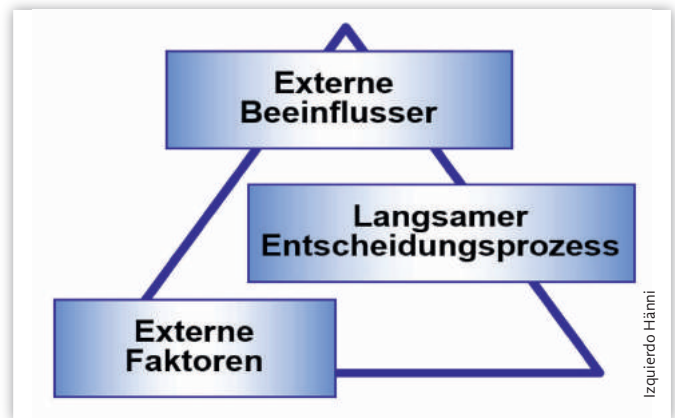 Externe
Beeinflusser
Langsamer
Entscheidungsprozess
Externe
Faktoren
Izquierdo Hänni